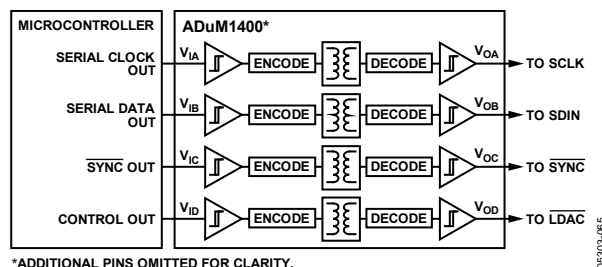 MICROCONTROLLER
ADuM1400*
SERIAL CLOCK
OUT
VIA
ENCODE
DECODE
VOA
TO SCLK
SERIAL DATA
OUT
VIB
ENCODE
DECODE
VOB
TO SDIN
SYNC OUT
VIC
ENCODE
DECODE
VOC
TO SYNC
CONTROL OUT
VID
ENCODE
DECODE
VOD
TO LDAC
*ADDITIONAL PINS OMITTED FOR CLARITY.
05303-065